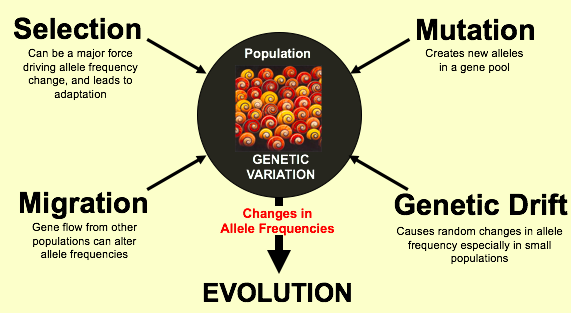 Selection
Can be a major force
driving allele frequency
change, and leads to
adaptation
Population
GENETIC
VARIATION
Mutation
Creates new alleles
in a gene pool
Migration
Gene flow from other
populations can alter
allele frequencies
Genetic Drift
Causes random changes in allele
frequency especially in small
populations
Changes in
Allele Frequencies
EVOLUTION